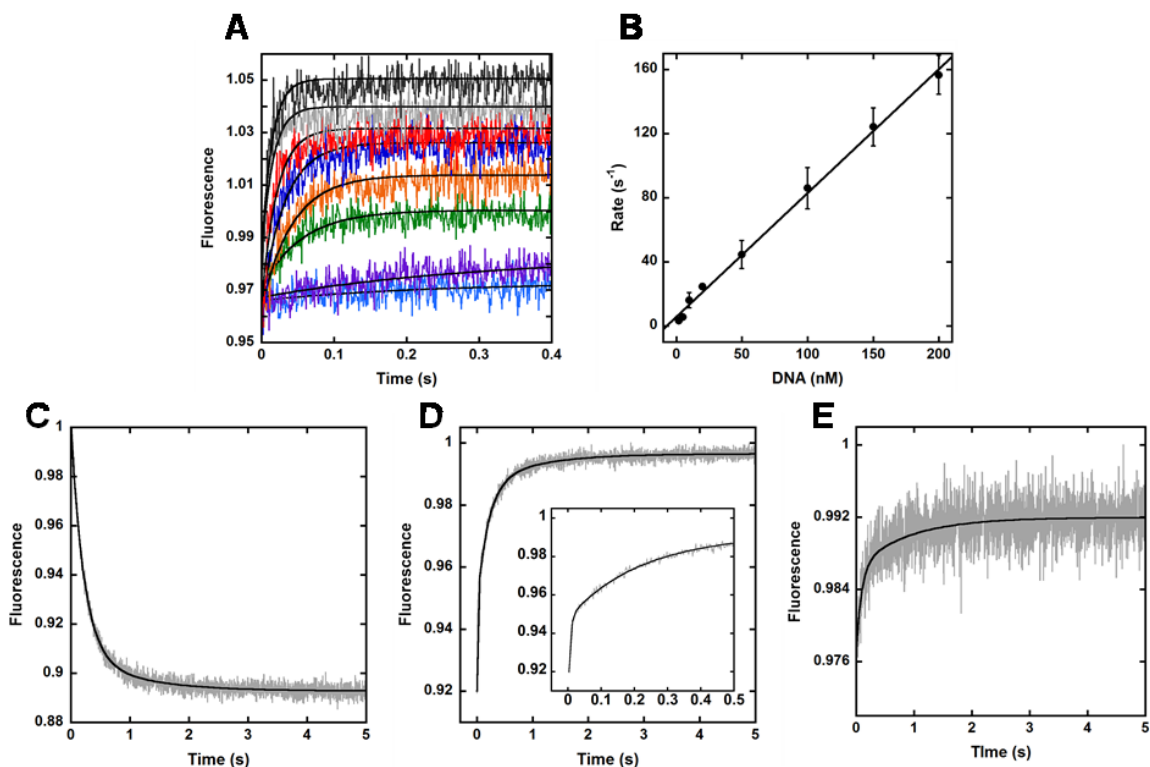 A
Fluorescence
1.05
1.03
1.01
0.99
0.97
0.95
0 0.1 0.2 0.3 0.4
Time (s)
B
Rate (s-1)
160
120
80
40
0
0 50 100 150 200
DNA (nM)
C
Fluorescence
1
0.98
0.96
0.94
0.92
0.9
0.88
0 1 2 3 4 5
Time (s)
D
Fluorescence
1
0.98
0.96
0.94
0.92
0 1 2 3 4 5
Time (s)
1
0.98
0.96
0.94
0.92
0 0.1 0.2 0.3 0.4 0.5
E
Fluorescence
1
0.992
0.984
0.976
0 1 2 3 4 5
TIme (s)